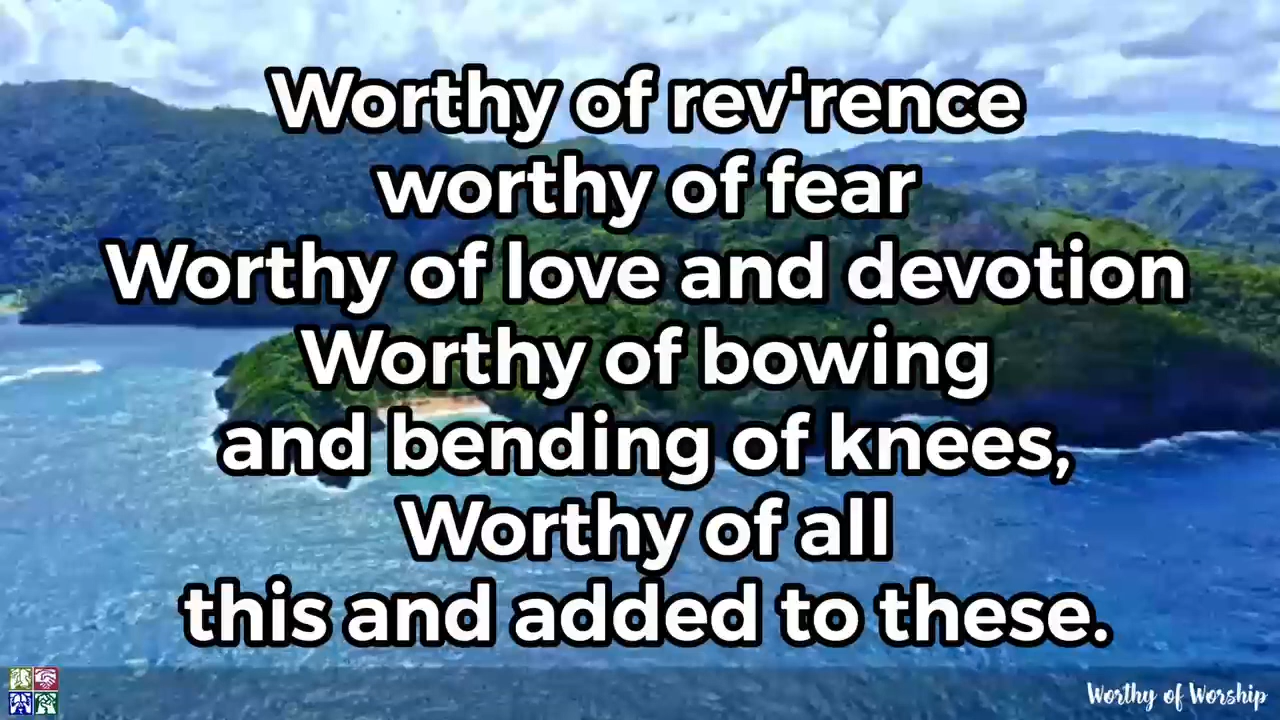 Worthy of rev'rence
worthy of fear
Worthy of love and devotion
Worthy of bowing
and bending of knees,
Worthy of all
this and added to these.
Worthy of Worship